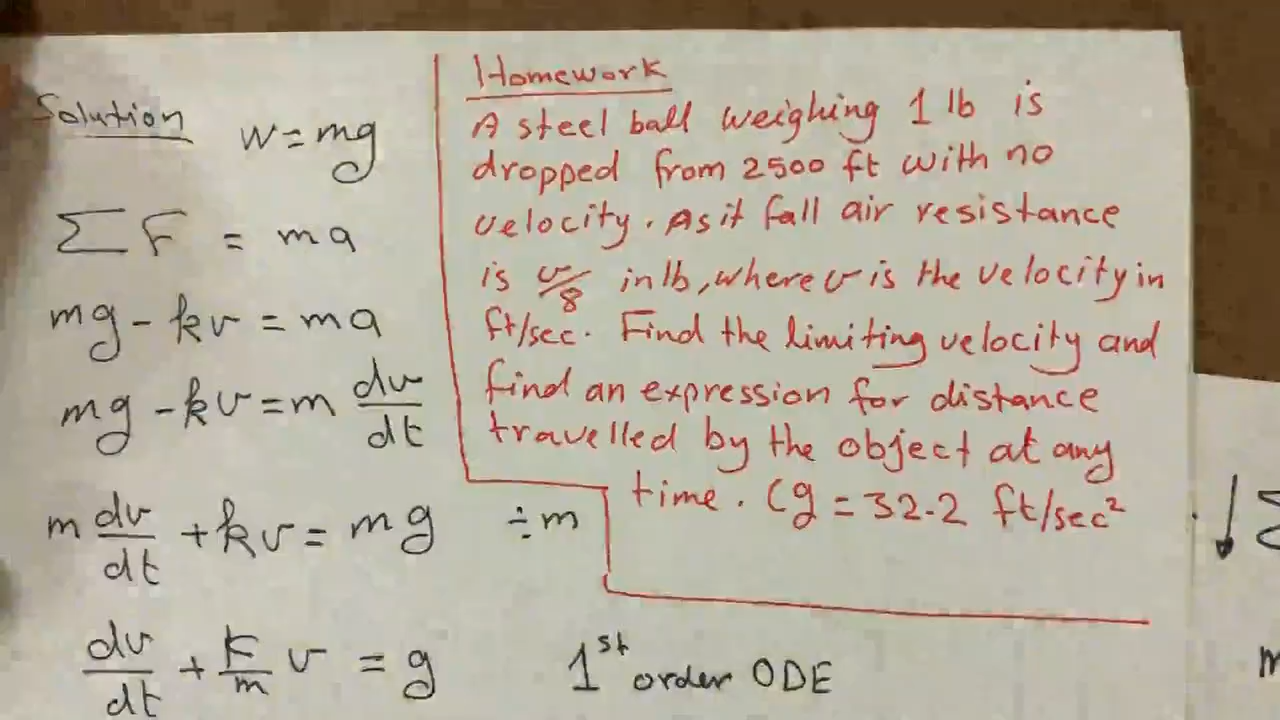 Solution w = mg
ΣF = ma
mg - kv = ma
mg - kv = m dv/dt
m dv/dt + kv = mg ÷m
dv/dt + k/m v = g 1st order ODE
Homework
A steel ball weighing 1 lb is
dropped from 2500 ft with no
velocity. As it fall air resistance
is v/8 in lb, where v is the velocity in
ft/sec. Find the limiting velocity and
find an expression for distance
travelled by the object at any
time. (g = 32.2 ft/sec²
↓ Σ
m